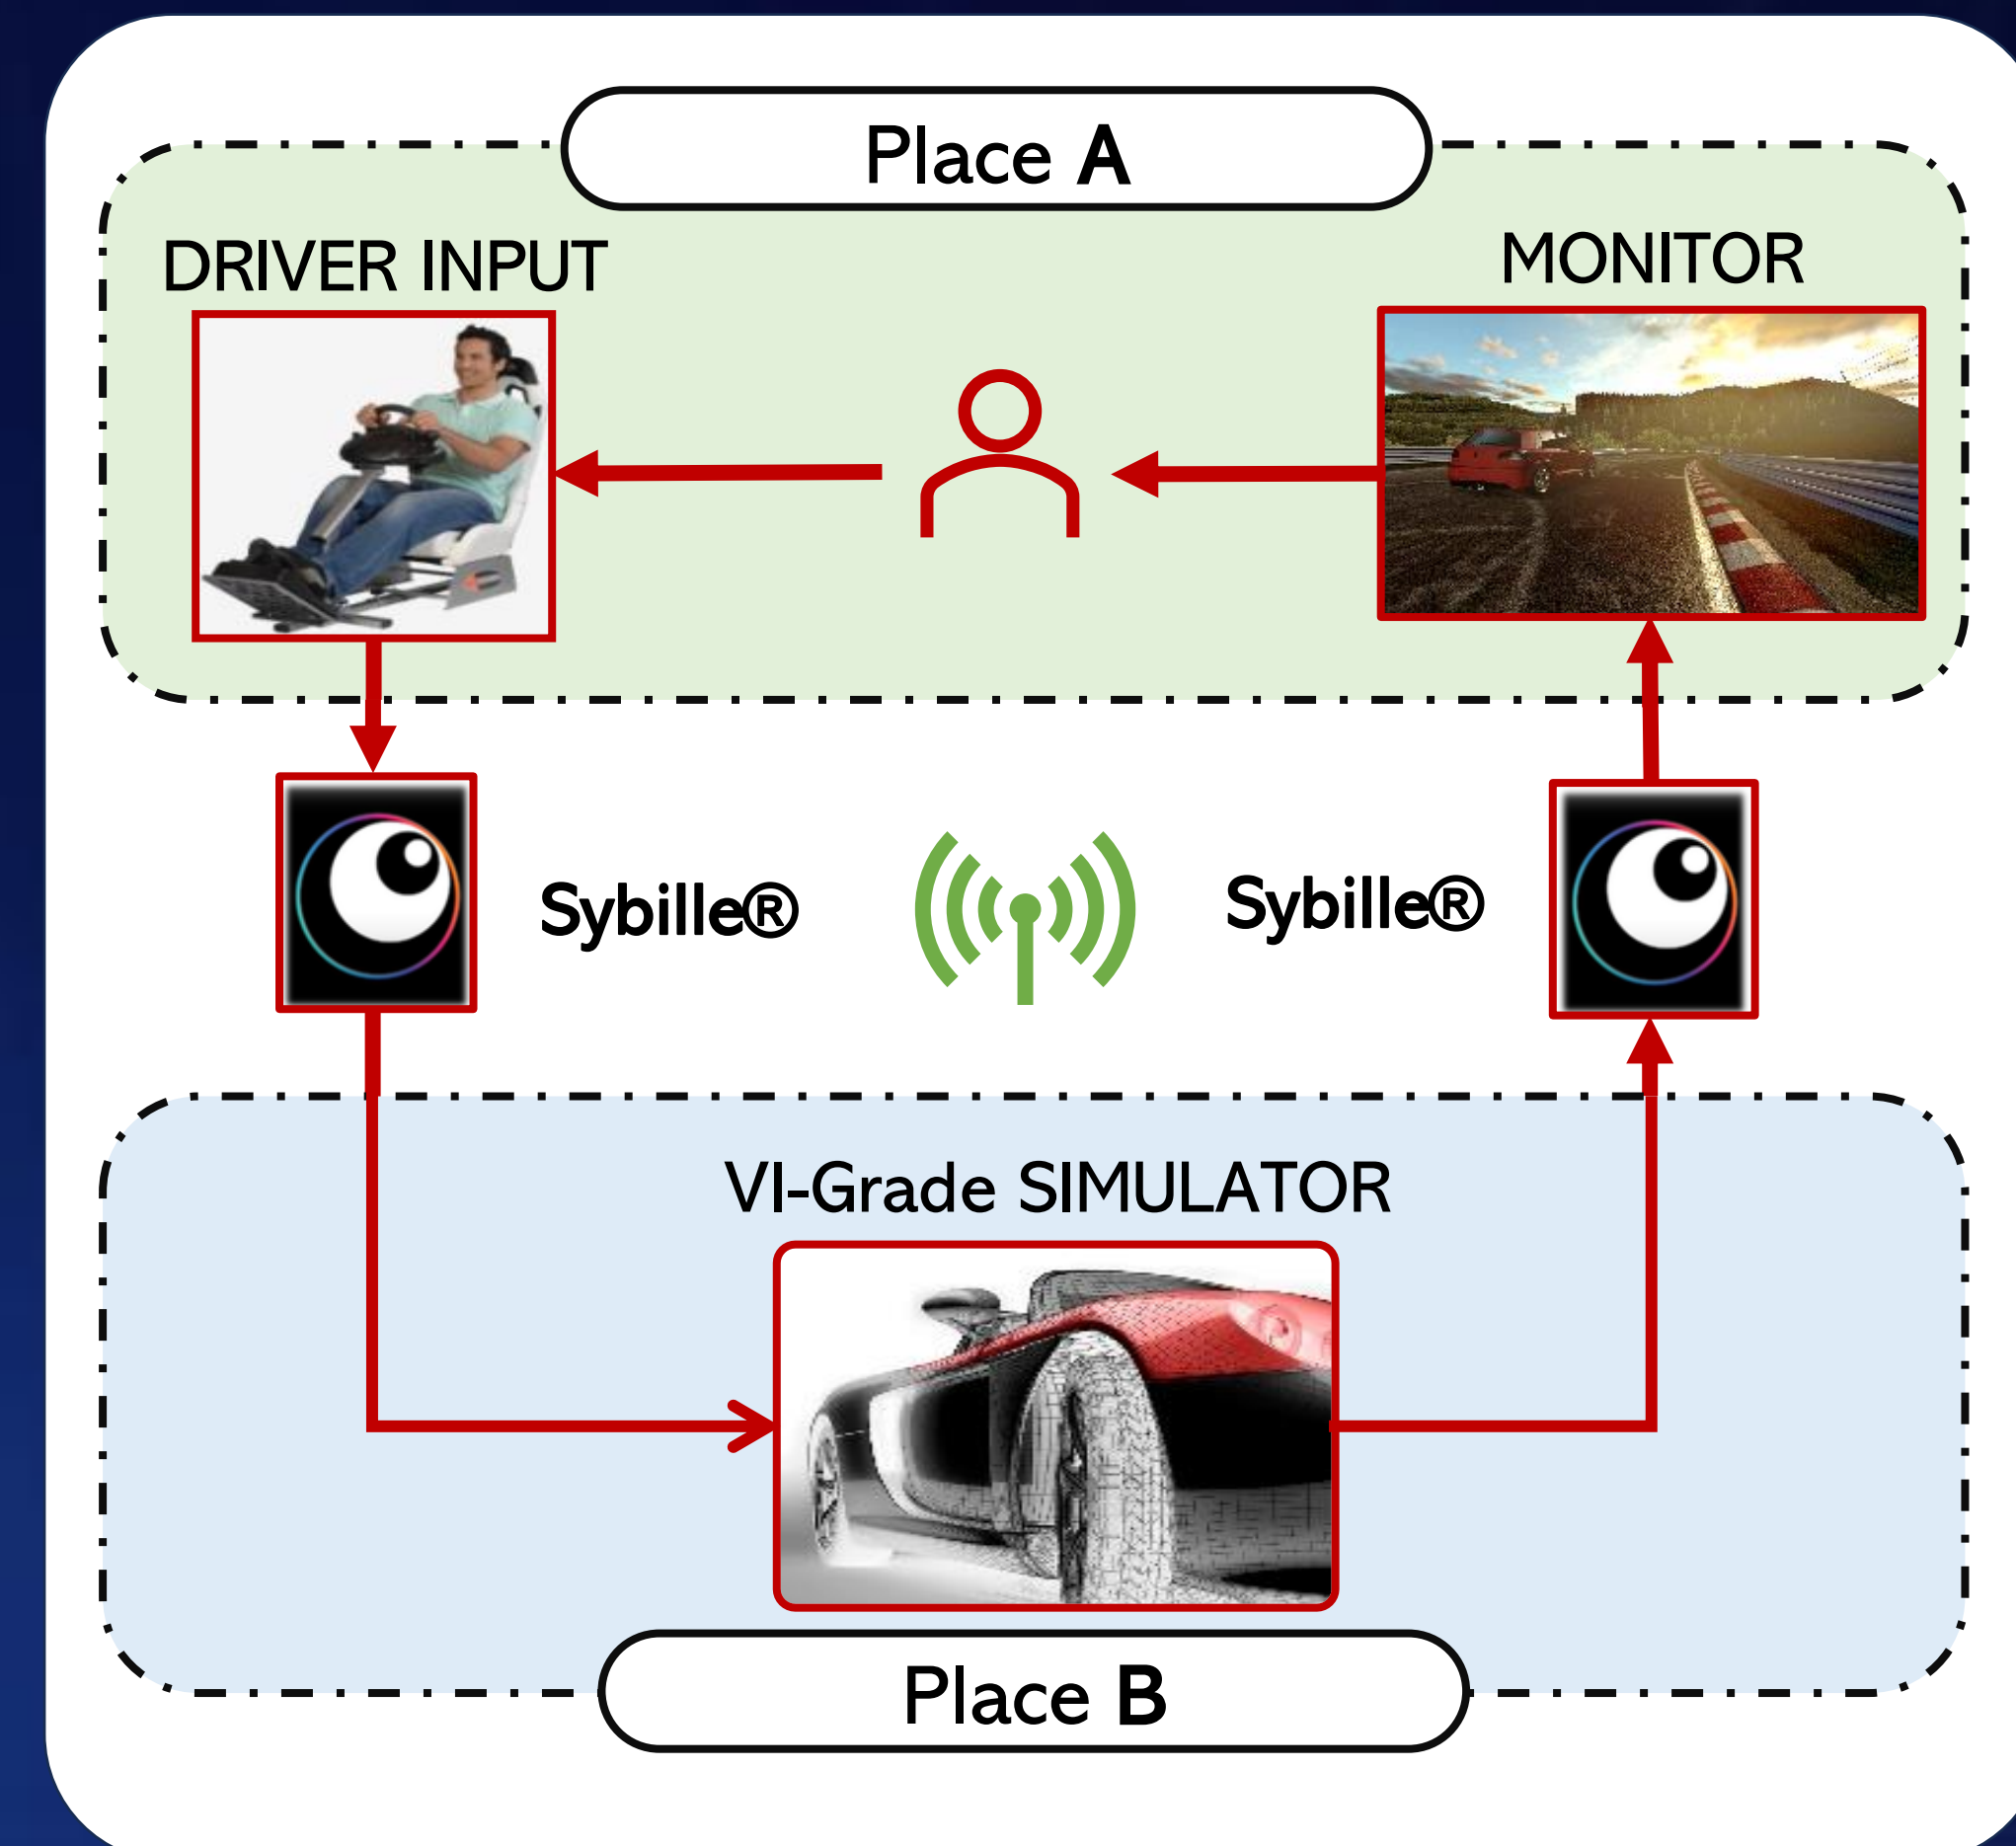 Place A
DRIVER INPUT
MONITOR
Sybille®
Sybille®
VI-Grade SIMULATOR
Place B